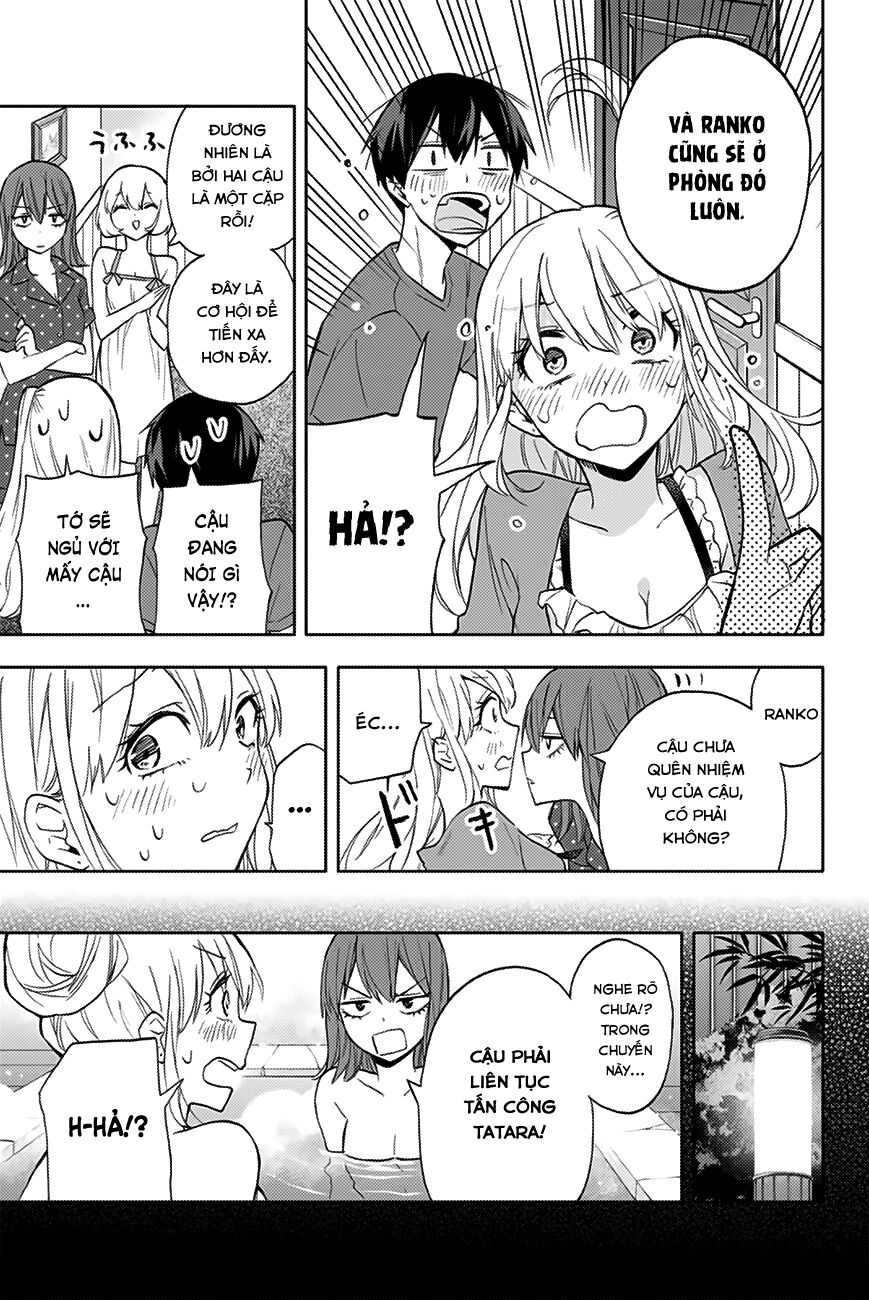 VÀ RANKO
CŨNG SẼ Ở
PHÒNG ĐÓ
LUÔN.
HẢ!?
ĐƯƠNG
NHIÊN LÀ
BỞI HAI CẬU
LÀ MỘT CẶP
RỒI!
ĐÂY LÀ
CƠ HỘI ĐỂ
TIẾN XA
HƠN ĐẤY.
うふふ
CẬU
ĐANG
NÓI GÌ
VẬY!?
TỚ SẼ
NGỦ VỚI
MẤY CẬU
...
RANKO
CẬU CHƯA
QUÊN NHIỆM
VỤ CỦA CẬU,
CÓ PHẢI
KHÔNG?
ÉC...
ドキ
...
NGHE RÕ
CHƯA!?
TRONG
CHUYẾN
NÀY...
CẬU PHẢI
LIÊN TỤC
TẤN CÔNG
TATARA!
H-HẢ!?